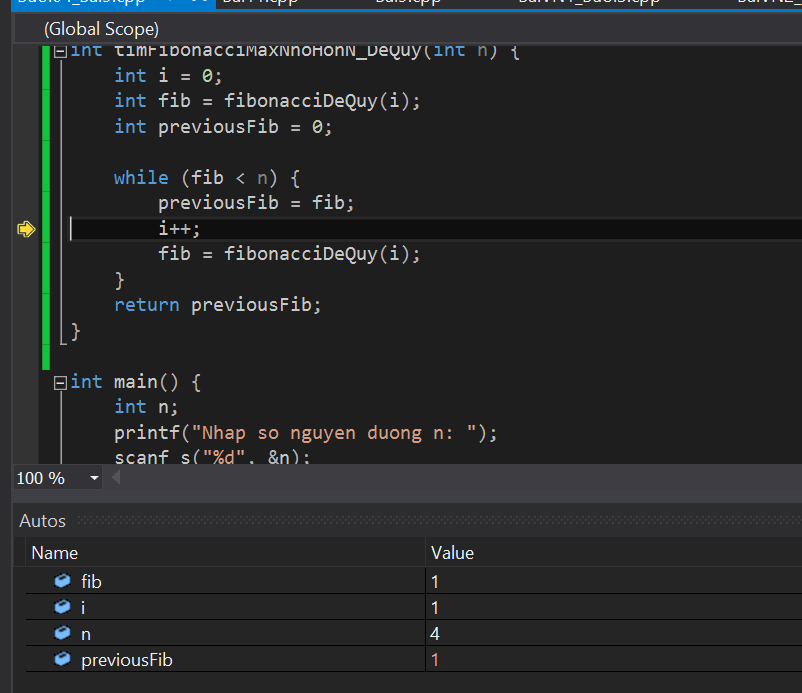 (Global Scope)
int timFibonacciMaxNhoHonN_DeQuy(int n) {
int i = 0;
int fib = fibonacciDeQuy(i);
int previousFib = 0;
while (fib < n) {
previousFib = fib;
i++;
fib = fibonacciDeQuy(i);
}
return previousFib;
}
int main() {
int n;
printf("Nhap so nguyen duong n: ");
scanf_s("%d", &n);
100 %
Autos
Name Value
fib 1
i 1
n 4
previousFib 1